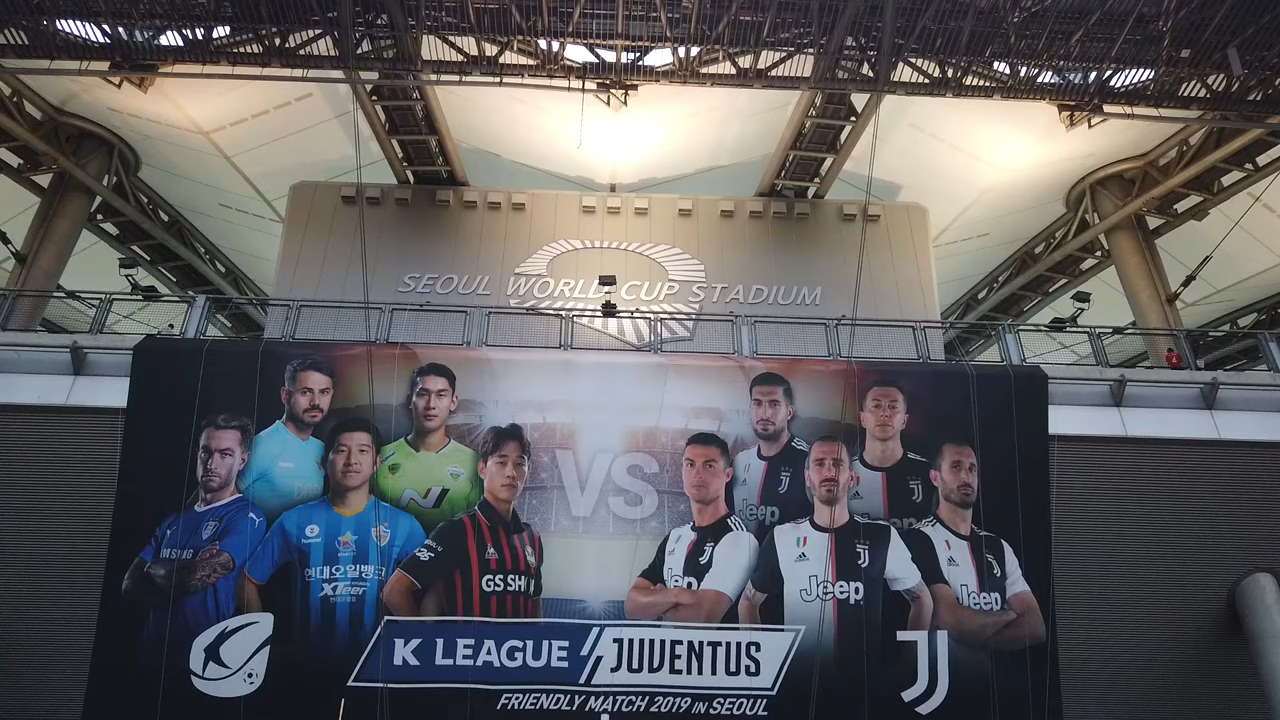 SEOUL WORLD CUP STADIUM
VS
SAMSUNG
현대오일뱅크
XTeer
GS SHO
Jeep
Jeep
Jeep
Jeep
K LEAGUE
JUVENTUS
FRIENDLY MATCH 2019 IN SEOUL